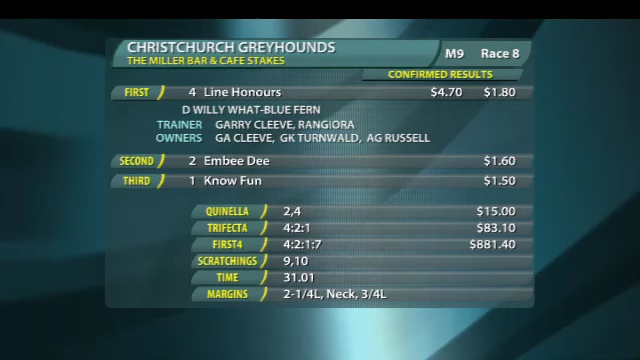 CHRISTCHURCH GREYHOUNDS M9 Race 8
THE MILLER BAR & CAFE STAKES
CONFIRMED RESULTS
FIRST 4 Line Honours $4.70 $1.80
D WILLY WHAT-BLUE FERN
TRAINER GARRY CLEEVE, RANGIORA
OWNERS GA CLEEVE, GK TURNWALD, AG RUSSELL
SECOND 2 Embee Dee $1.60
THIRD 1 Know Fun $1.50
QUINELLA 2,4 $15.00
TRIFECTA 4:2:1 $83.10
FIRST4 4:2:1:7 $881.40
SCRATCHINGS 9,10
TIME 31.01
MARGINS 2-1/4L, Neck, 3/4L